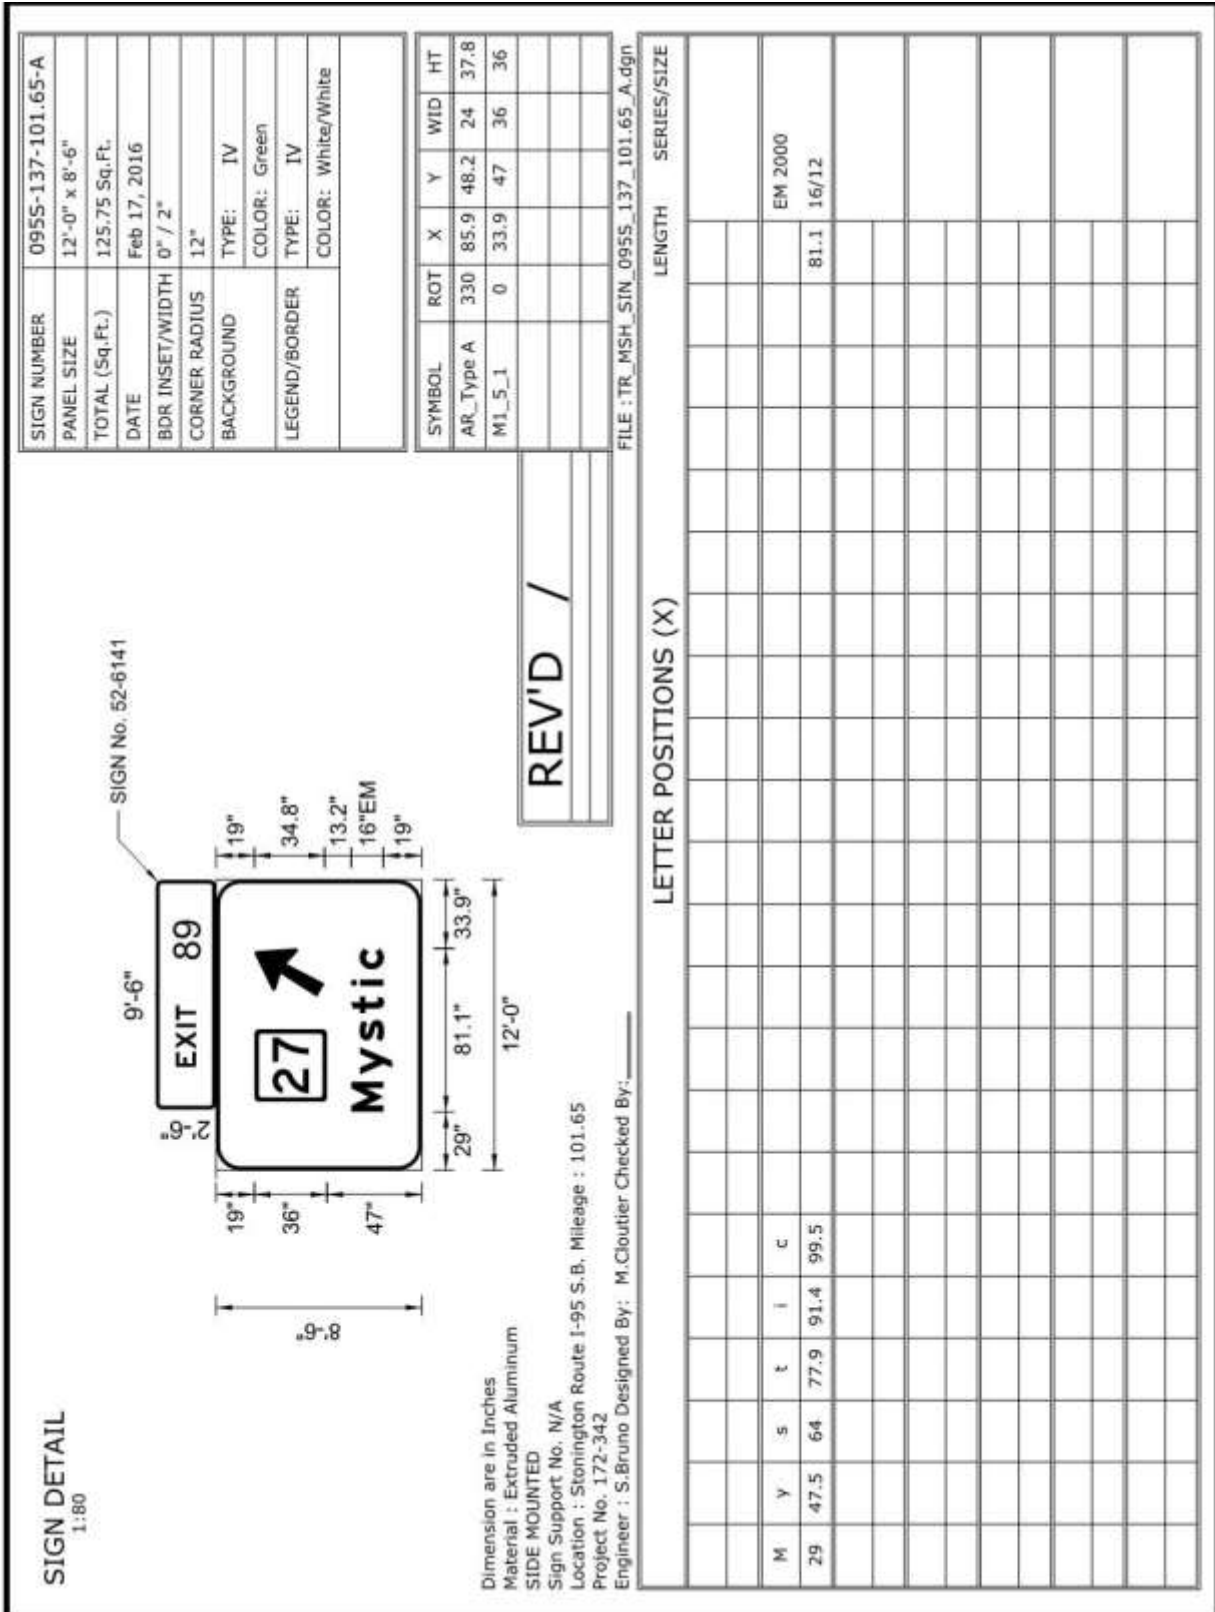 SIGN DETAIL
1:80
SIGN NUMBER 095S-137-101.65-A
PANEL SIZE 12'-0" x 8'-6"
TOTAL (Sq.Ft.) 125.75 Sq.Ft.
DATE Feb 17, 2016
BDR INSET/WIDTH 0" / 2"
CORNER RADIUS 12"
BACKGROUND TYPE: IV
COLOR: Green
LEGEND/BORDER TYPE: IV
COLOR: White/White
SYMBOL ROT X Y WID HT
AR_Type A 330 85.9 48.2 24 37.8
M1_5_1 0 33.9 47 36 36
FILE : TR_MSH_SIN_095S_137_101.65_A.dgn
SIGN No. 52-6141
9'-6"
2'-6"
EXIT 89
27
Mystic
19"
36"
47"
8'-6"
19"
34.8"
13.2"
16"EM
19"
29" 81.1" 33.9"
12'-0"
REV'D /
Dimension are in Inches
Material : Extruded Aluminum
SIDE MOUNTED
Sign Support No. N/A
Location : Stonington Route I-95 S.B. Mileage : 101.65
Project No. 172-342
Engineer : S.Bruno Designed By: M.Cloutier Checked By:
LETTER POSITIONS (X) LENGTH SERIES/SIZE
M y s t i c EM 2000
29 47.5 64 77.9 91.4 99.5 81.1 16/12